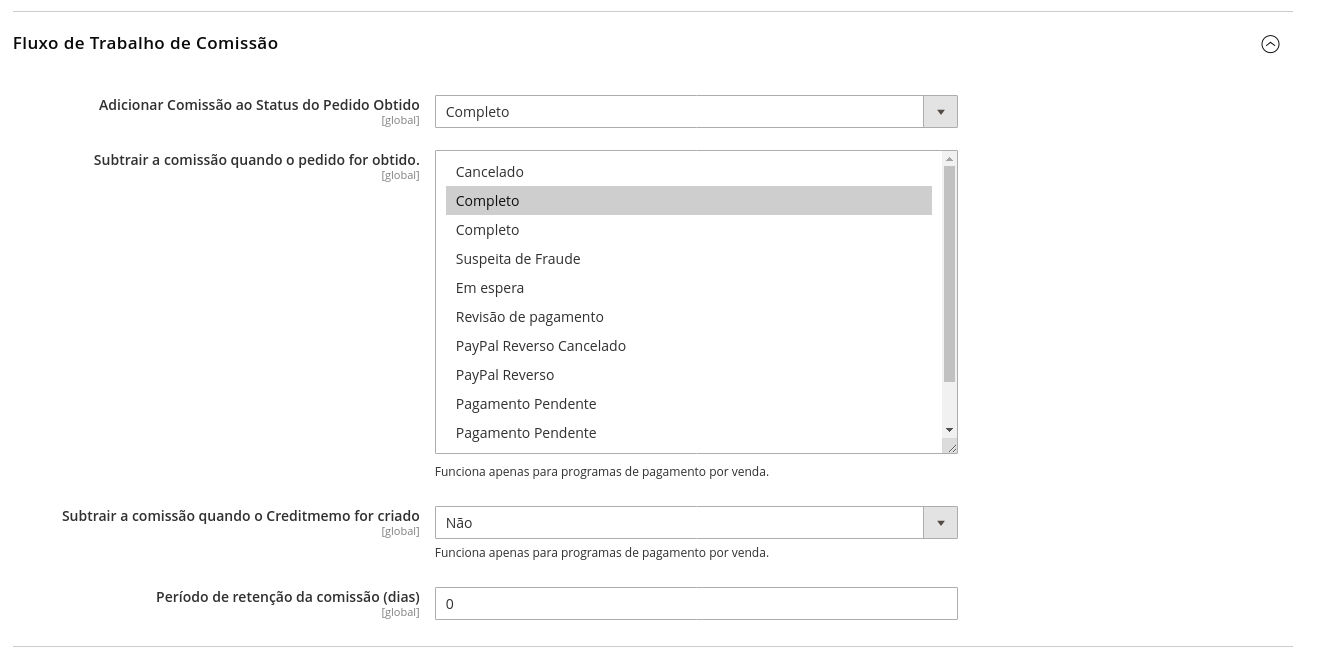 Fluxo de Trabalho de Comissão
Adicionar Comissão ao Status do Pedido Obtido
[global]
Completo
Subtrair a comissão quando o pedido for obtido.
[global]
Cancelado
Completo
Completo
Suspeita de Fraude
Em espera
Revisão de pagamento
PayPal Reverso Cancelado
PayPal Reverso
Pagamento Pendente
Pagamento Pendente
Funciona apenas para programas de pagamento por venda.
Subtrair a comissão quando o Creditmemo for criado
[global]
Não
Funciona apenas para programas de pagamento por venda.
Período de retenção da comissão (dias)
[global]
0